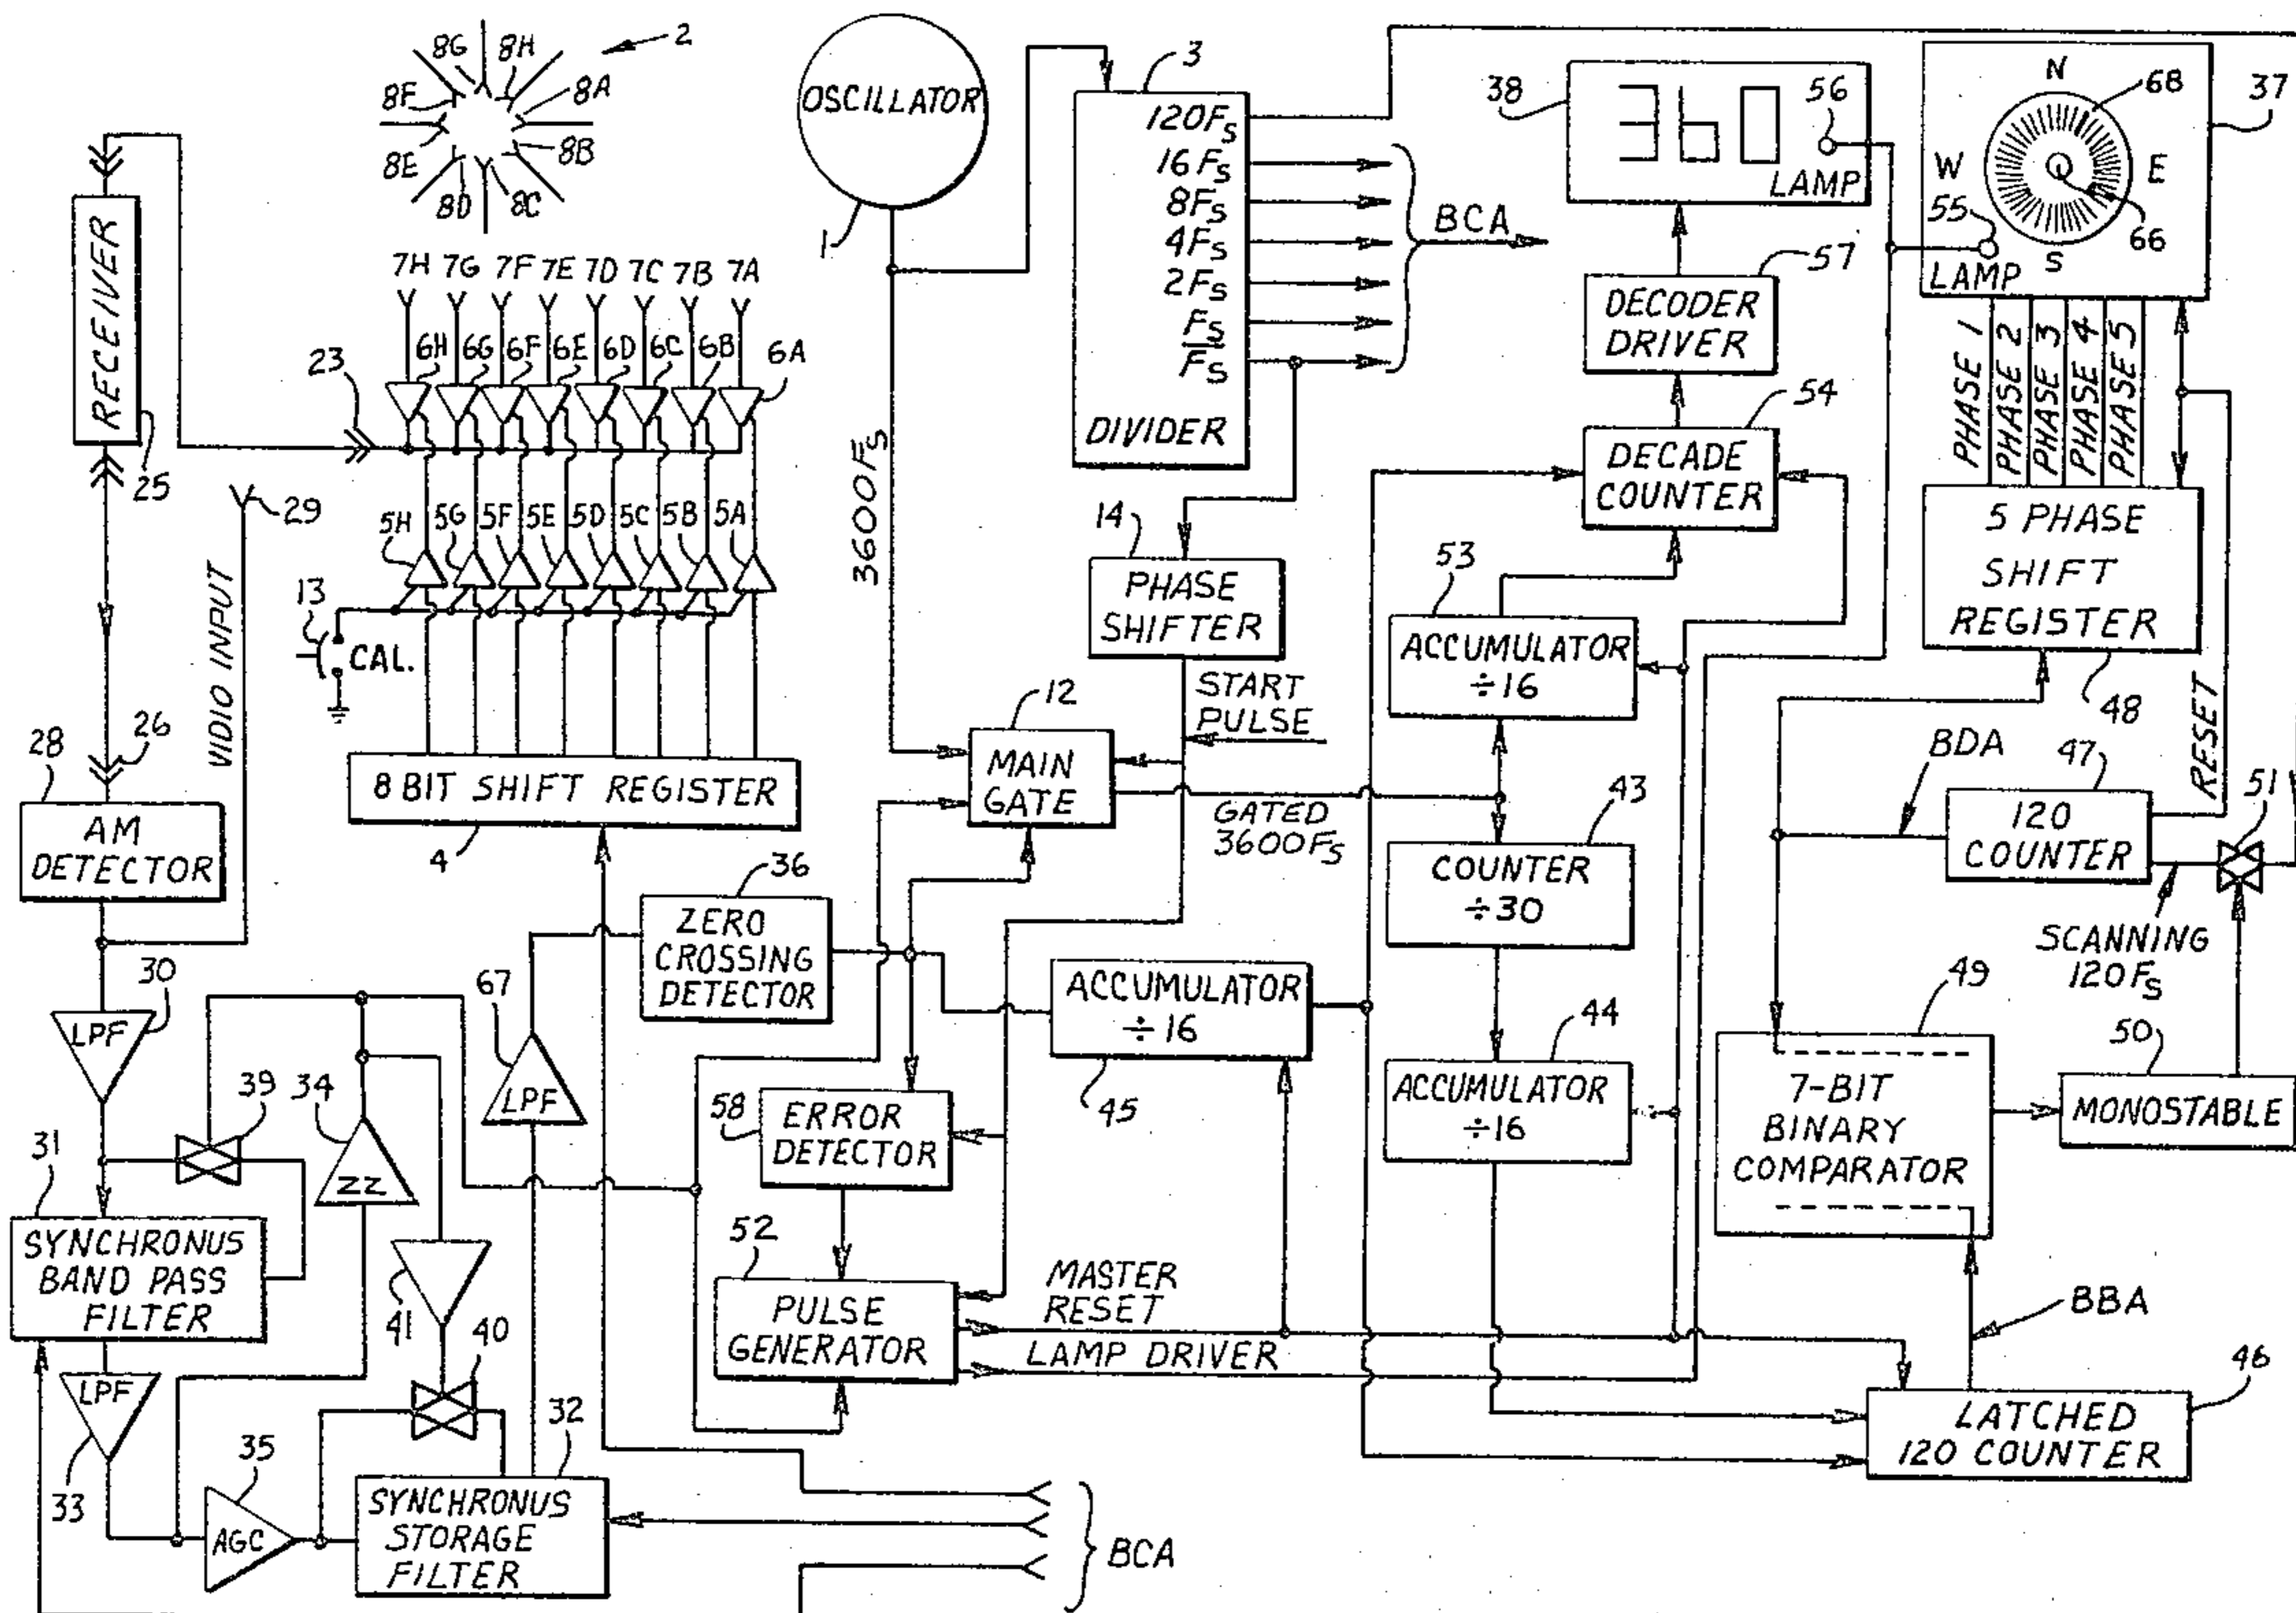 8G
8H
2
8F
8A
8E
8B
8D
8C
OSCILLATOR
1
3
120FS
16FS
8FS
4FS
2FS
FS
FS
DIVIDER
BCA
38
360
56
LAMP
N
68
37
W
E
55
66
S
LAMP
RECEIVER
25
7H 7G 7F 7E 7D 7C 7B 7A
6H 6G 6F 6E 6D 6C 6B 6A
23
57
DECODER
DRIVER
PHASE 1
PHASE 2
PHASE 3
PHASE 4
PHASE 5
29
5H 5G 5F 5E 5D 5C 5B 5A
3600FS
54
DECADE
COUNTER
14
PHASE
SHIFTER
5 PHASE
SHIFT
REGISTER
48
13
CAL.
VIDIO INPUT
53
ACCUMULATOR
÷16
START
PULSE
RESET
28
26
8 BIT SHIFT REGISTER
4
12
MAIN
GATE
GATED
3600FS
BDA
47
120
COUNTER
51
AM
DETECTOR
43
COUNTER
÷30
SCANNING
120FS
36
ZERO
CROSSING
DETECTOR
30
LPF
67
LPF
ACCUMULATOR
÷16
45
49
7-BIT
BINARY
COMPARATOR
50
MONOSTABLE
44
ACCUMULATOR
÷16
39
34
ZZ
58
ERROR
DETECTOR
31
SYNCHRONUS
BAND PASS
FILTER
41
40
52
PULSE
GENERATOR
MASTER
RESET
LAMP DRIVER
BBA
46
LATCHED
120 COUNTER
LPF
33
35
AGC
32
SYNCHRONUS
STORAGE
FILTER
BCA